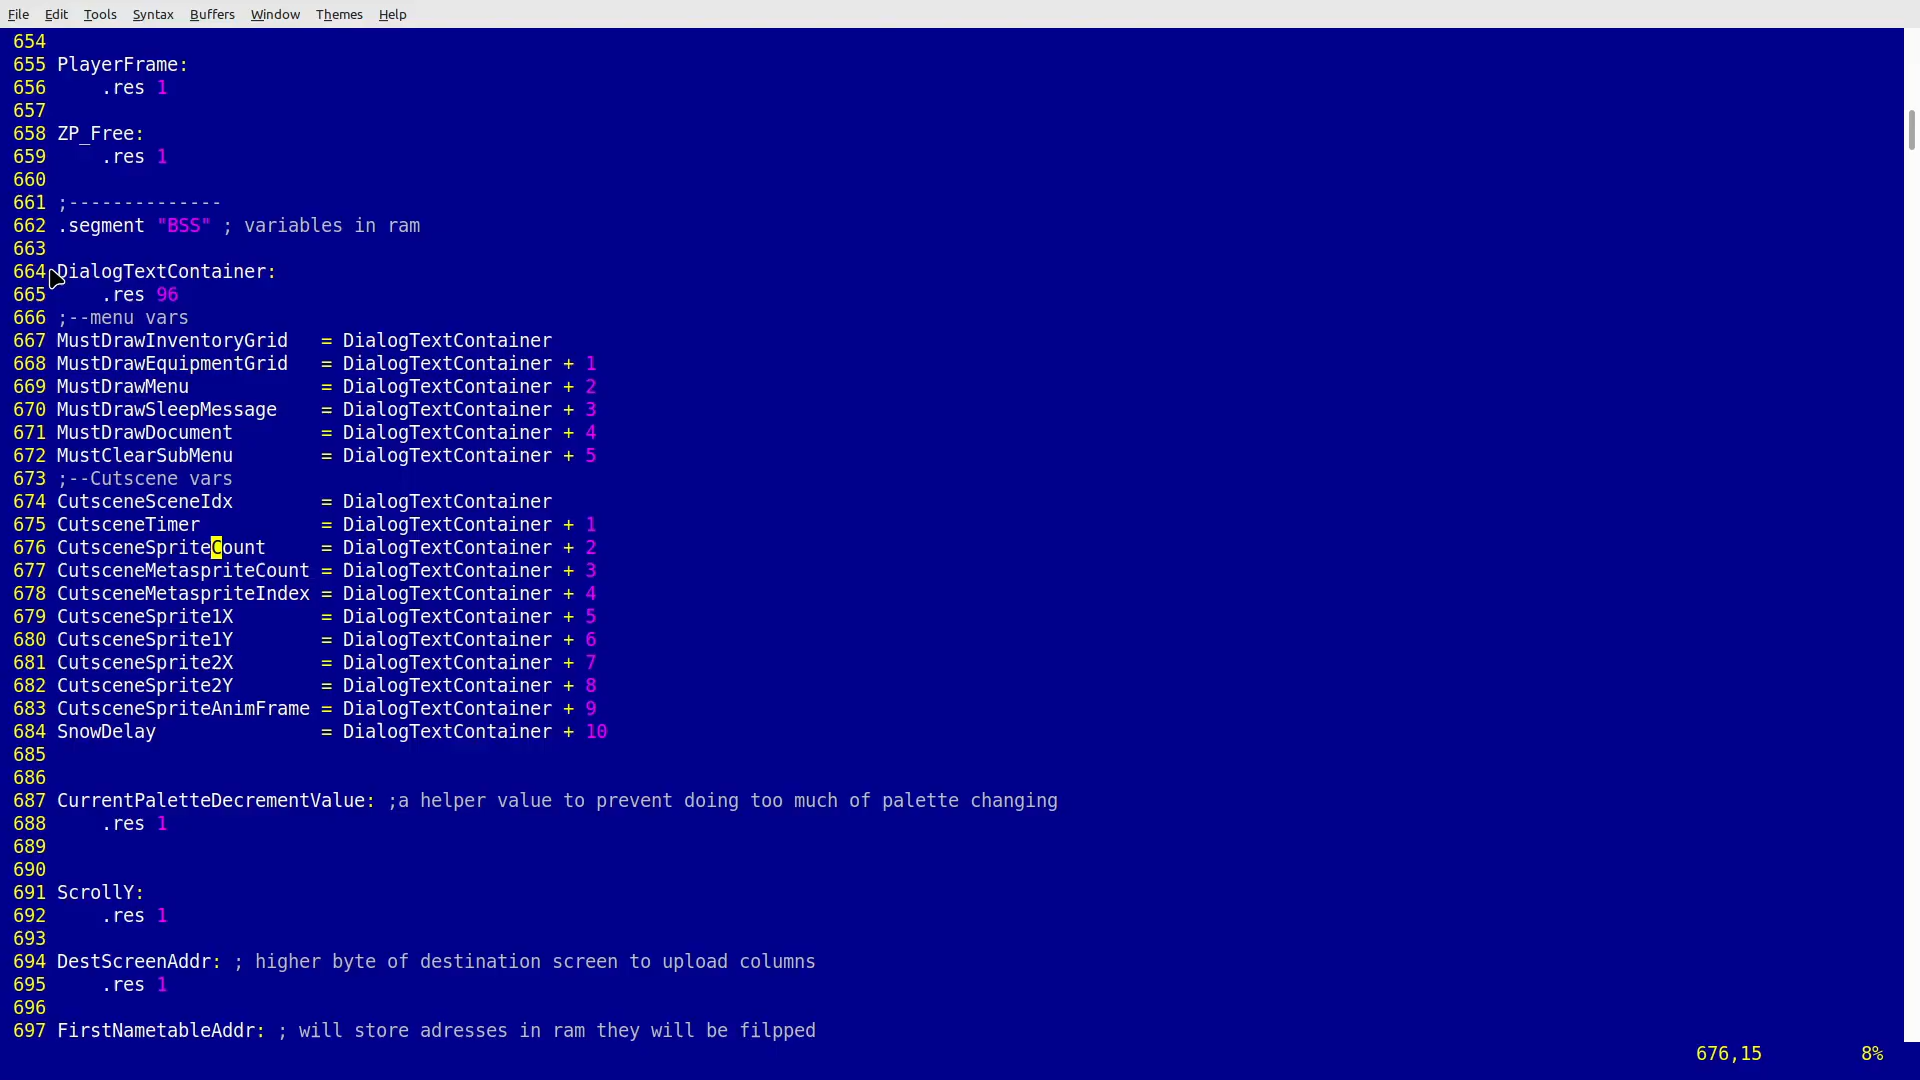 File Edit Tools Syntax Buffers Window Themes Help
654
655 PlayerFrame:
656     .res 1
657
658 ZP_Free:
659     .res 1
660
661 ;--------------
662 .segment "BSS" ; variables in ram
663
664 DialogTextContainer:
665     .res 96
666 ;--menu vars
667 MustDrawInventoryGrid   = DialogTextContainer
668 MustDrawEquipmentGrid   = DialogTextContainer + 1
669 MustDrawMenu            = DialogTextContainer + 2
670 MustDrawSleepMessage    = DialogTextContainer + 3
671 MustDrawDocument        = DialogTextContainer + 4
672 MustClearSubMenu        = DialogTextContainer + 5
673 ;--Cutscene vars
674 CutsceneSceneIdx        = DialogTextContainer
675 CutsceneTimer           = DialogTextContainer + 1
676 CutsceneSpriteCount     = DialogTextContainer + 2
677 CutsceneMetaspriteCount = DialogTextContainer + 3
678 CutsceneMetaspriteIndex = DialogTextContainer + 4
679 CutsceneSprite1X        = DialogTextContainer + 5
680 CutsceneSprite1Y        = DialogTextContainer + 6
681 CutsceneSprite2X        = DialogTextContainer + 7
682 CutsceneSprite2Y        = DialogTextContainer + 8
683 CutsceneSpriteAnimFrame = DialogTextContainer + 9
684 SnowDelay               = DialogTextContainer + 10
685
686
687 CurrentPaletteDecrementValue: ;a helper value to prevent doing too much of palette changing
688     .res 1
689
690
691 ScrollY:
692     .res 1
693
694 DestScreenAddr: ; higher byte of destination screen to upload columns
695     .res 1
696
697 FirstNametableAddr: ; will store adresses in ram they will be filpped
676,15 8%